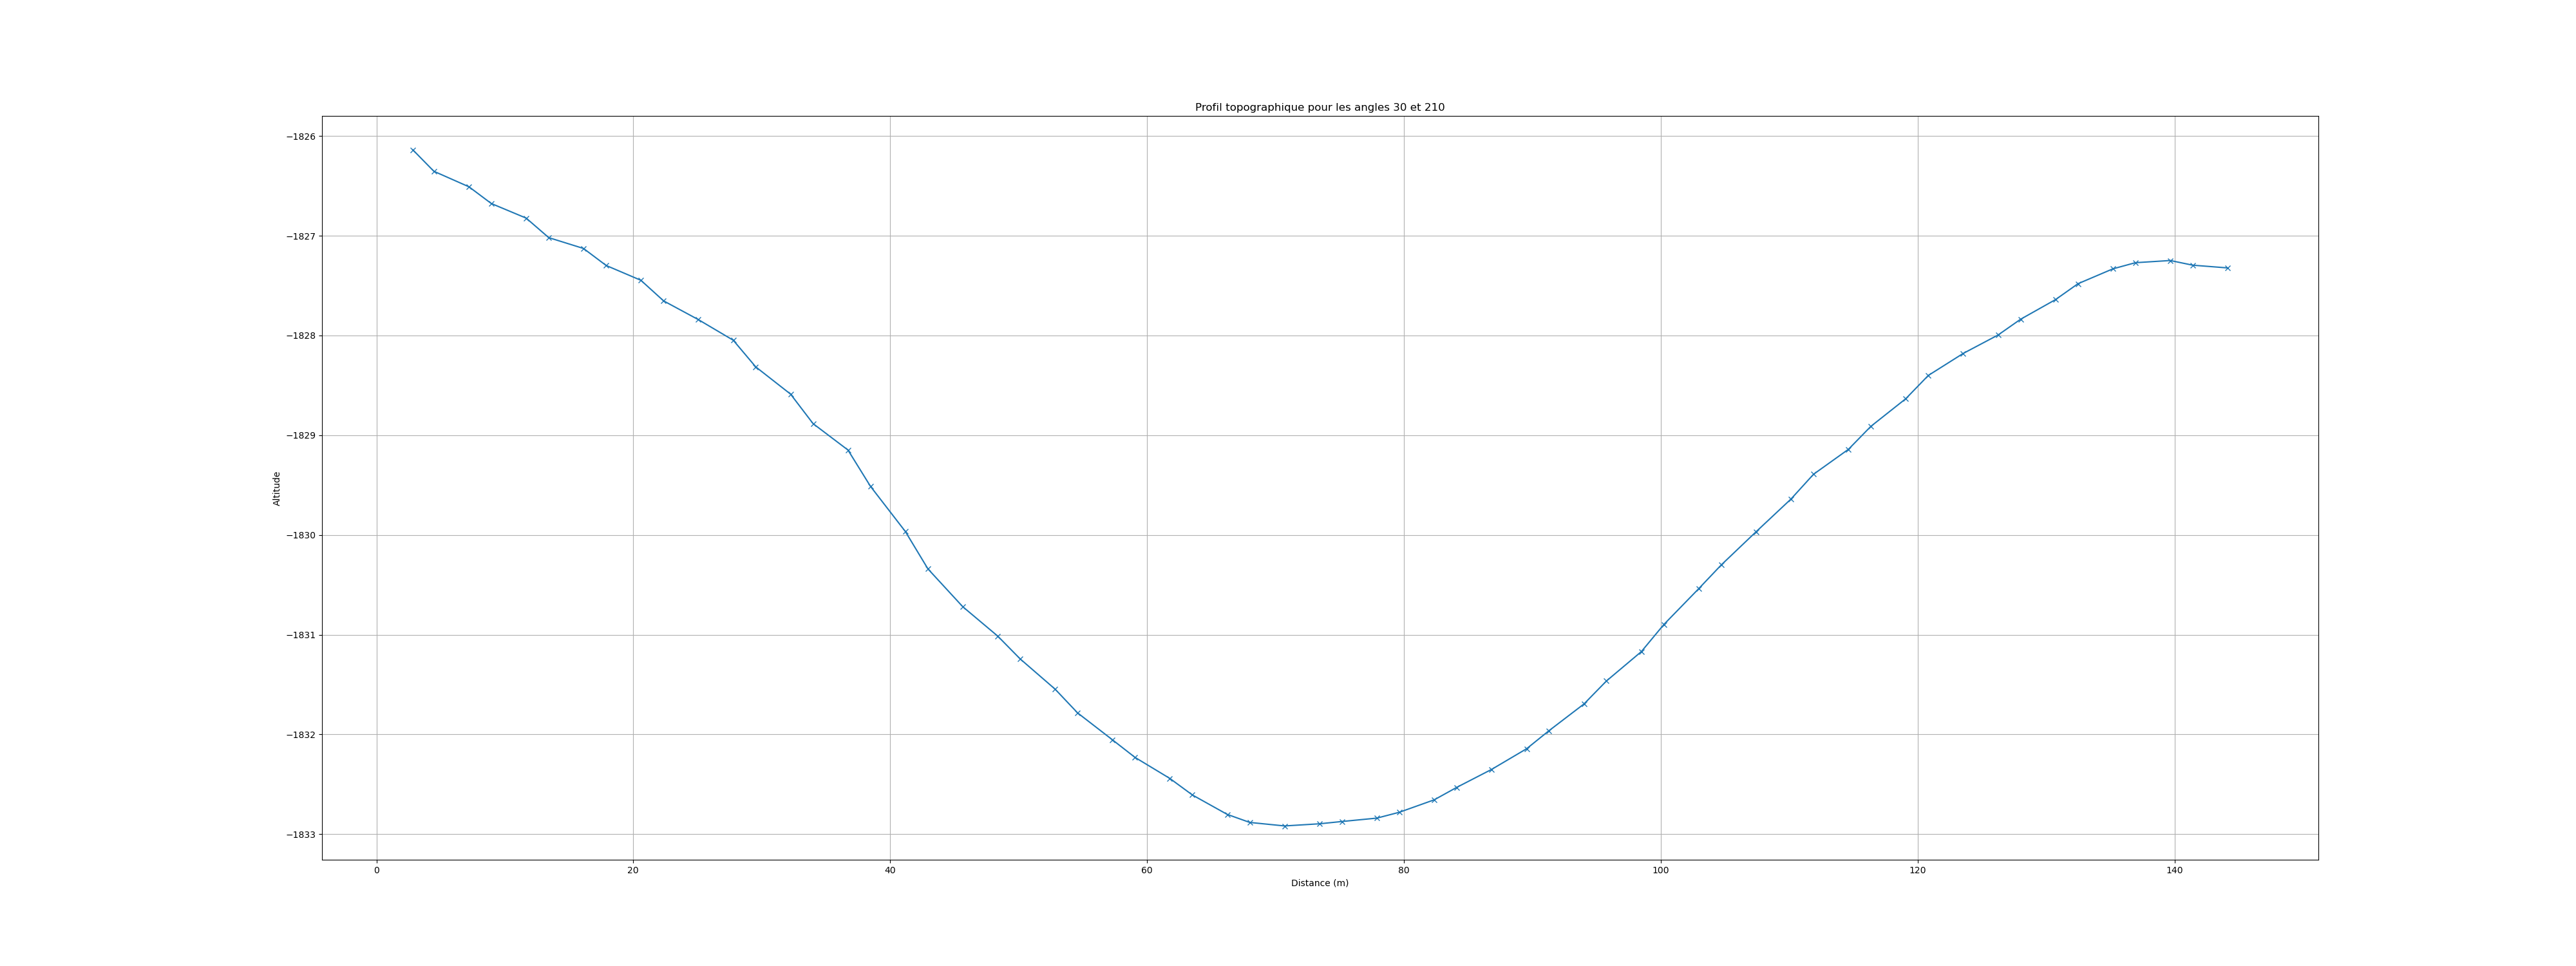 Profil topographique pour les angles 30 et 210
−1826
−1827
−1828
−1829
−1830
−1831
−1832
−1833
Altitude
0 20 40 60 80 100 120 140
Distance (m)